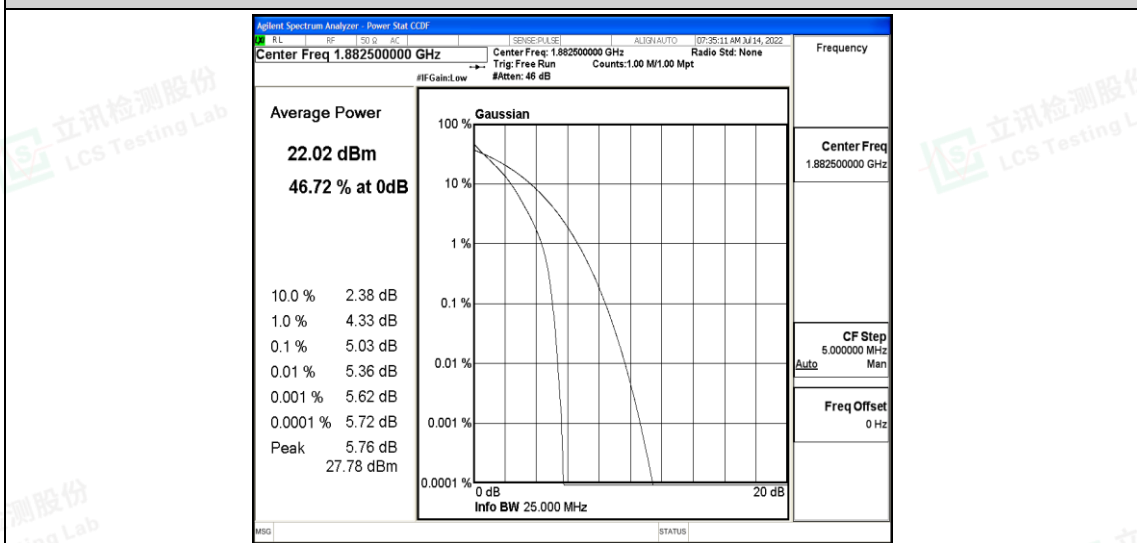 Agilent Spectrum Analyzer - Power Stat CCDF
RL RF 50 Ω AC SENSE:PULSE ALIGN AUTO 07:35:11 AM Jul 14, 2022
Center Freq 1.882500000 GHz
Center Freq: 1.882500000 GHz Radio Std: None
Trig: Free Run Counts:1.00 M/1.00 Mpt
#IFGain:Low #Atten: 46 dB
Frequency
Average Power
22.02 dBm
46.72 % at 0dB
10.0 % 2.38 dB
1.0 % 4.33 dB
0.1 % 5.03 dB
0.01 % 5.36 dB
0.001 % 5.62 dB
0.0001 % 5.72 dB
Peak 5.76 dB
27.78 dBm
Gaussian
100 %
10 %
1 %
0.1 %
0.01 %
0.001 %
0.0001 %
0 dB 20 dB
Info BW 25.000 MHz
Center Freq
1.882500000 GHz
CF Step
5.000000 MHz
Auto Man
Freq Offset
0 Hz
MSG STATUS
立讯检测股份
LCS Testing Lab
立讯检测股份
LCS Testing L
测股份
ng Lab
立